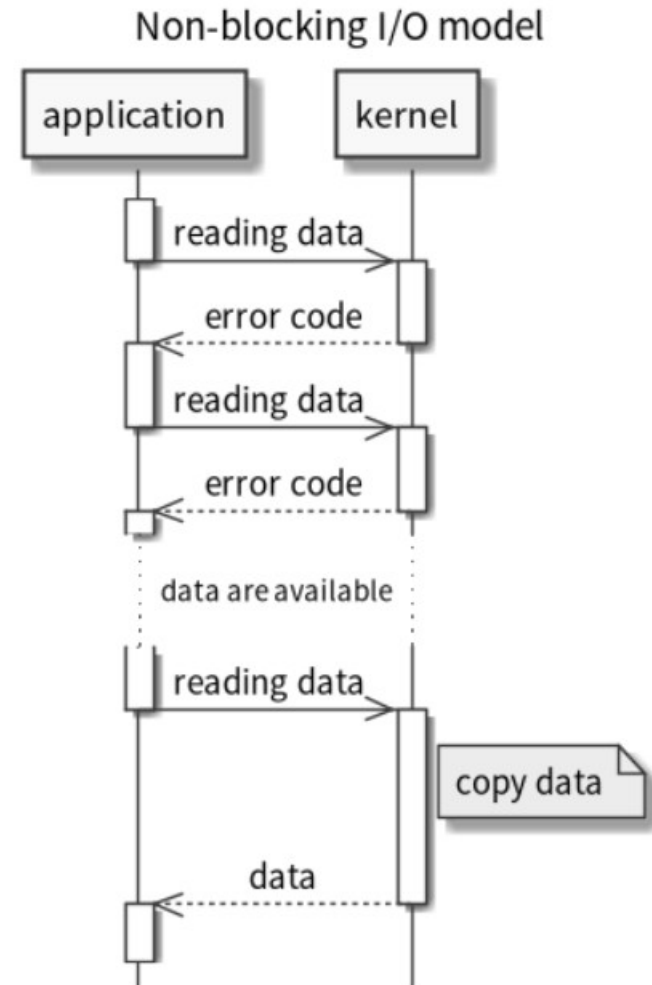 Non-blocking I/O model
application
kernel
reading data
error code
reading data
error code
data are available
reading data
copy data
data